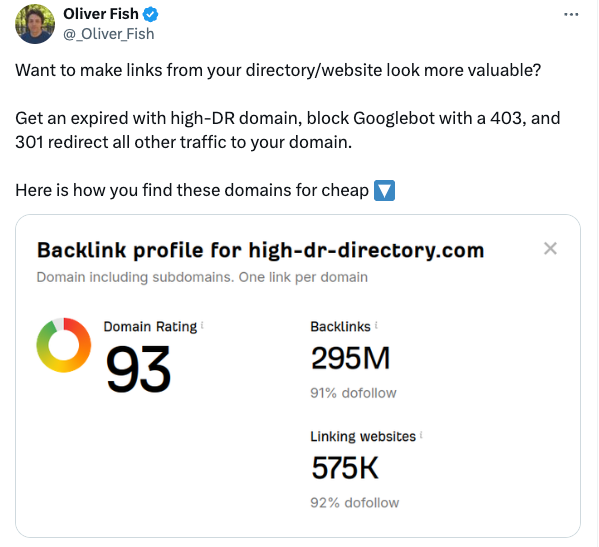 Oliver Fish
@_Oliver_Fish
Want to make links from your directory/website look more valuable?
Get an expired with high-DR domain, block Googlebot with a 403, and
301 redirect all other traffic to your domain.
Here is how you find these domains for cheap
Backlink profile for high-dr-directory.com
Domain including subdomains. One link per domain
Domain Rating i
93
Backlinks i
295M
91% dofollow
Linking websites i
575K
92% dofollow